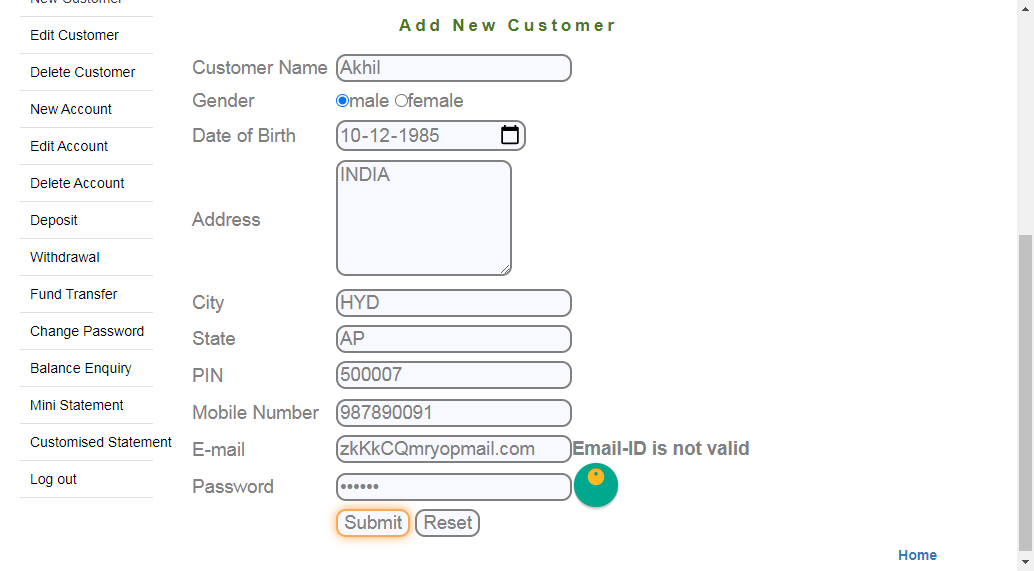 New Customer
Edit Customer
Delete Customer
New Account
Edit Account
Delete Account
Deposit
Withdrawal
Fund Transfer
Change Password
Balance Enquiry
Mini Statement
Customised Statement
Log out
Add New Customer
Customer Name Akhil
Gender male female
Date of Birth 10-12-1985
Address INDIA
City HYD
State AP
PIN 500007
Mobile Number 987890091
E-mail zkKkCQmryopmail.com Email-ID is not valid
Password ••••••
Submit Reset
Home